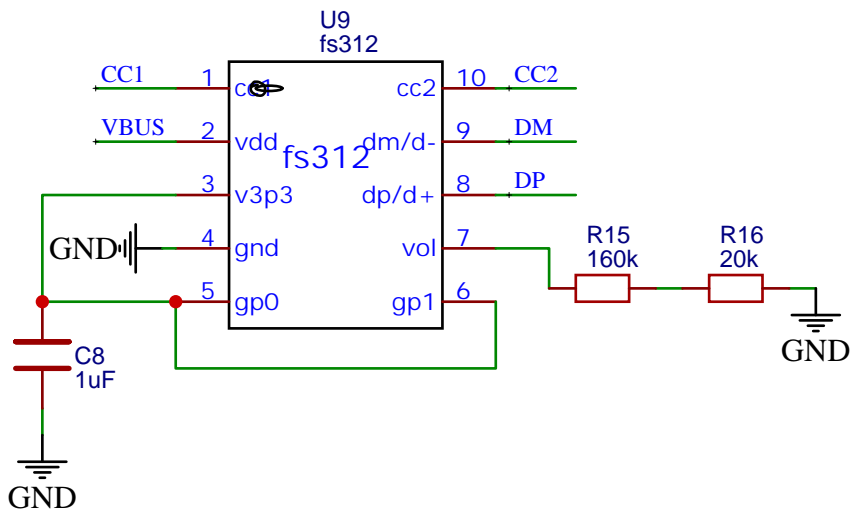 U9
fs312
CC1
1
cc1
cc2
10
CC2
VBUS
2
vdd
dm/d-
9
DM
fs312
3
v3p3
dp/d+
8
DP
GND
4
gnd
vol
7
R15
160k
R16
20k
5
gp0
gp1
6
GND
C8
1uF
GND